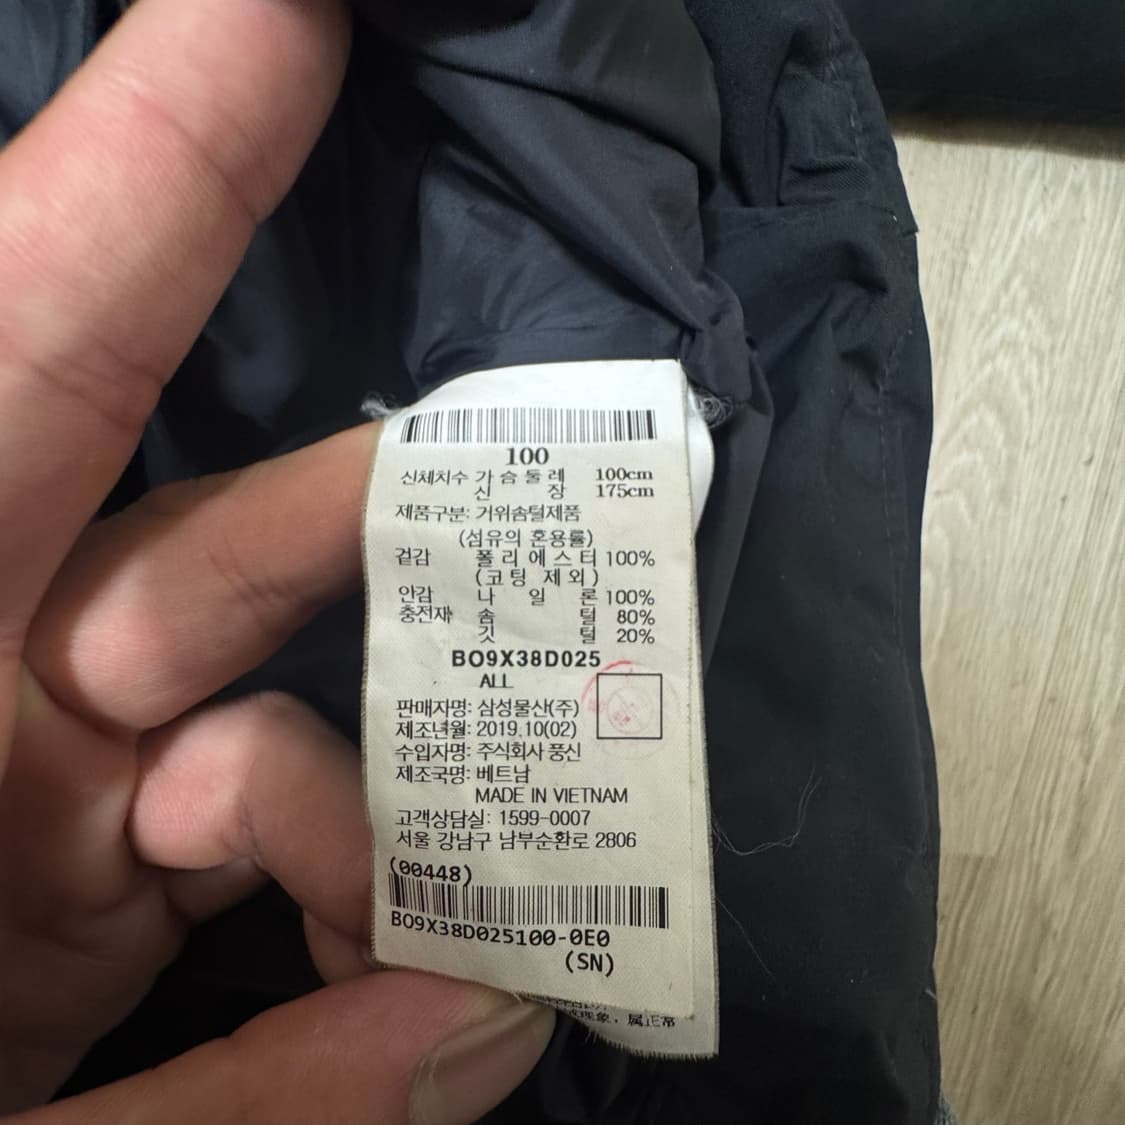 100
신체치수 가슴둘레 100cm
신장 175cm
제품구분: 거위솜털제품
(섬유의 혼용률)
겉감 폴리에스터 100%
(코팅 제외)
안감 나일론 100%
충전재 솜털 80%
깃털 20%
BO9X38D025
ALL
판매자명: 삼성물산(주)
제조년월: 2019.10(02)
수입자명: 주식회사 풍신
제조국명: 베트남
MADE IN VIETNAM
고객상담실: 1599-0007
서울 강남구 남부순환로 2806
(00448)
BO9X38D025100-0E0
(SN)
现象，属正常